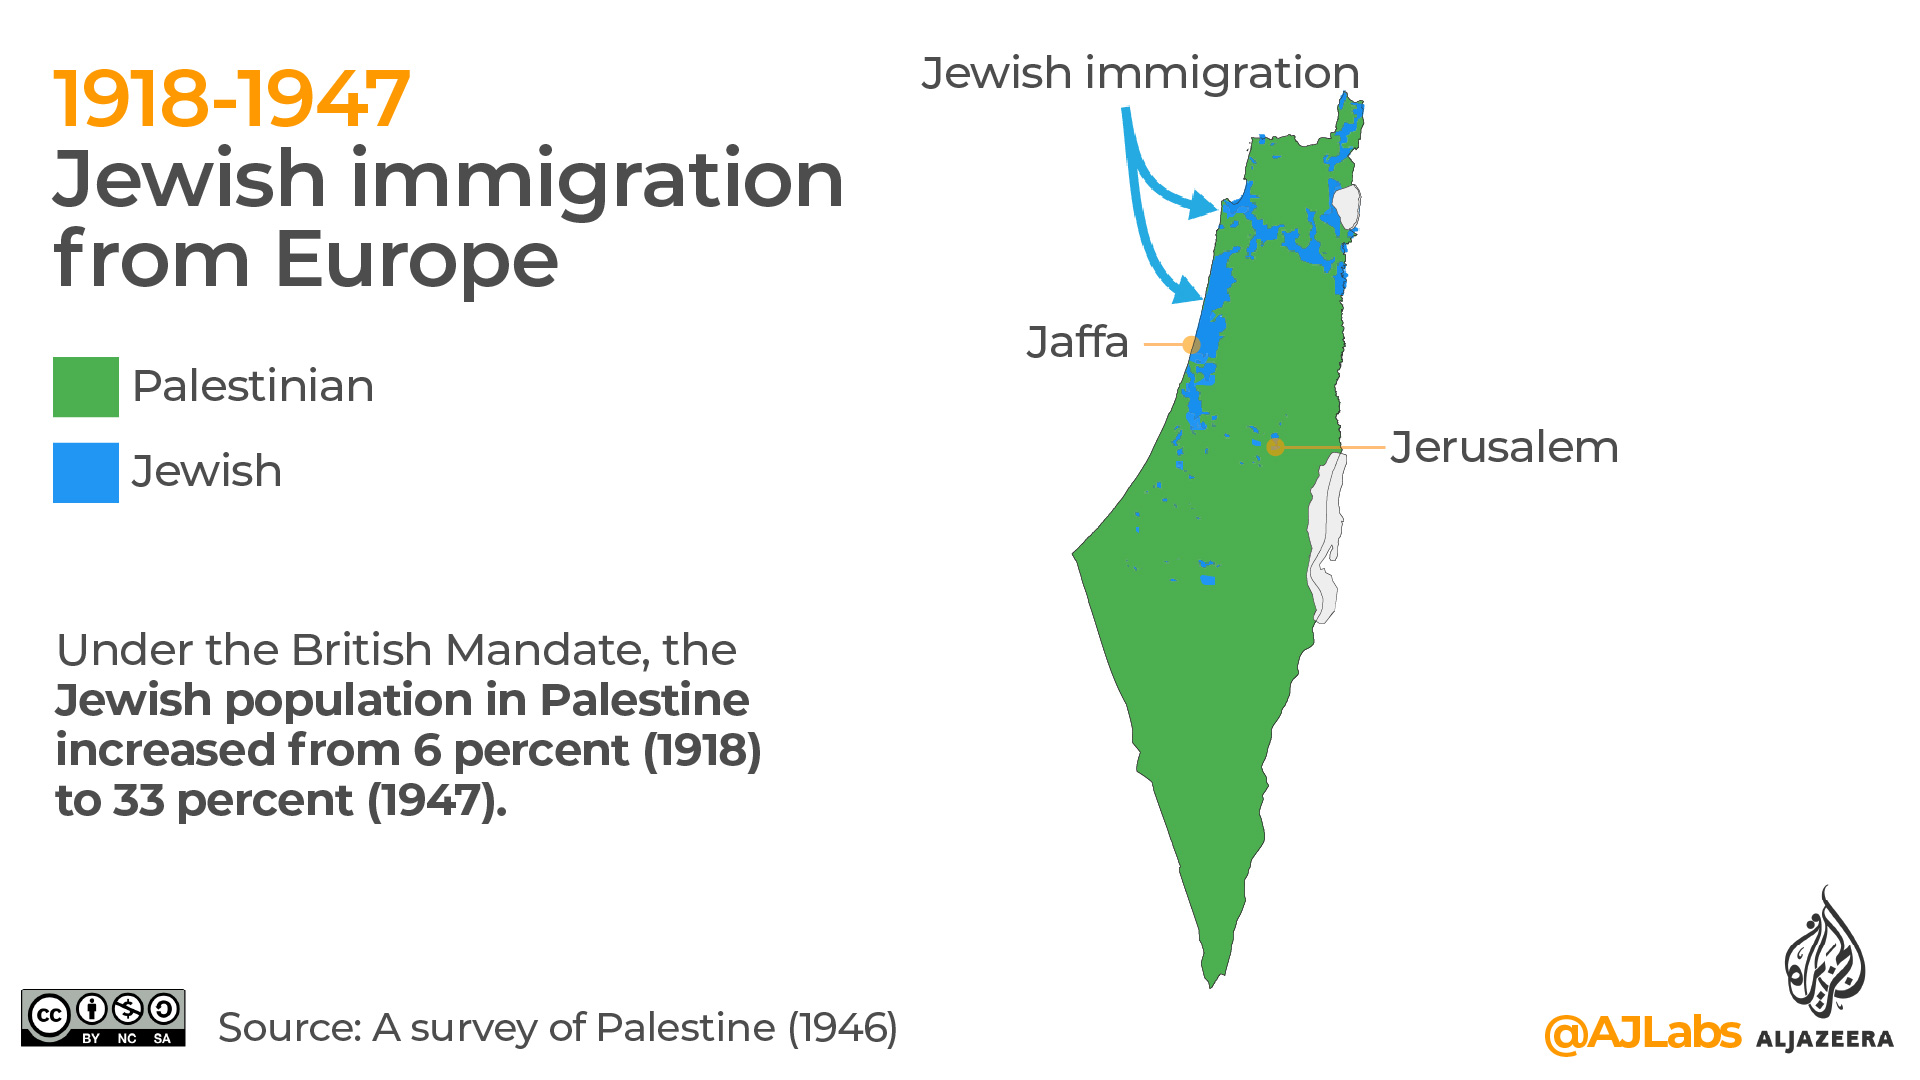 1918-1947
Jewish immigration
from Europe
Palestinian
Jewish
Under the British Mandate, the
Jewish population in Palestine
increased from 6 percent (1918)
to 33 percent (1947).
Jewish immigration
Jaffa
Jerusalem
cc
BY NC SA
Source: A survey of Palestine (1946)
@AJLabs
الجزيرة
ALJAZEERA